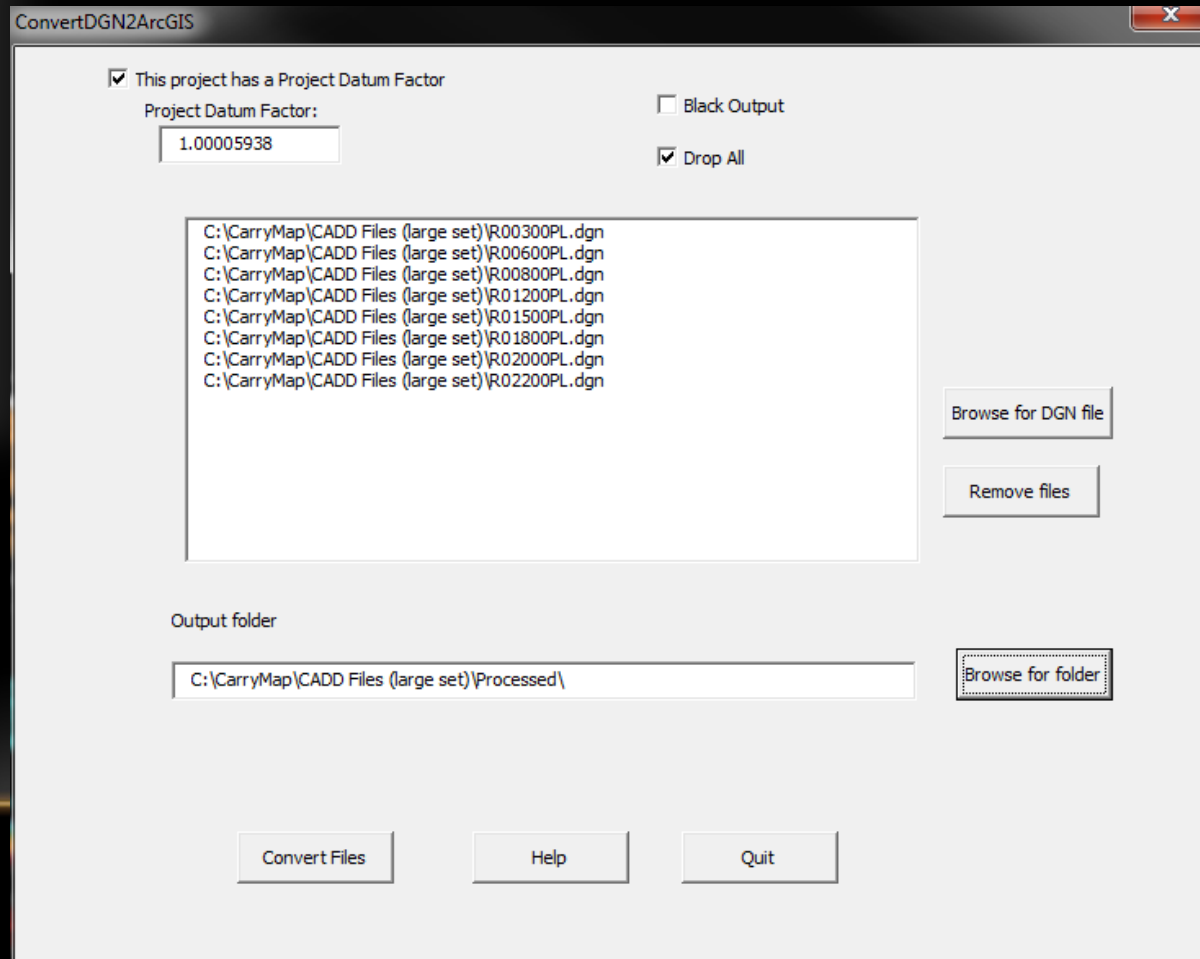 ConvertDGN2ArcGIS
X
This project has a Project Datum Factor
Project Datum Factor:
1.00005938
Black Output
Drop All
C:\CarryMap\CADD Files (large set)\R00300PL.dgn
C:\CarryMap\CADD Files (large set)\R00600PL.dgn
C:\CarryMap\CADD Files (large set)\R00800PL.dgn
C:\CarryMap\CADD Files (large set)\R01200PL.dgn
C:\CarryMap\CADD Files (large set)\R01500PL.dgn
C:\CarryMap\CADD Files (large set)\R01800PL.dgn
C:\CarryMap\CADD Files (large set)\R02000PL.dgn
C:\CarryMap\CADD Files (large set)\R02200PL.dgn
Browse for DGN file
Remove files
Output folder
C:\CarryMap\CADD Files (large set)\Processed\
Browse for folder
Convert Files
Help
Quit